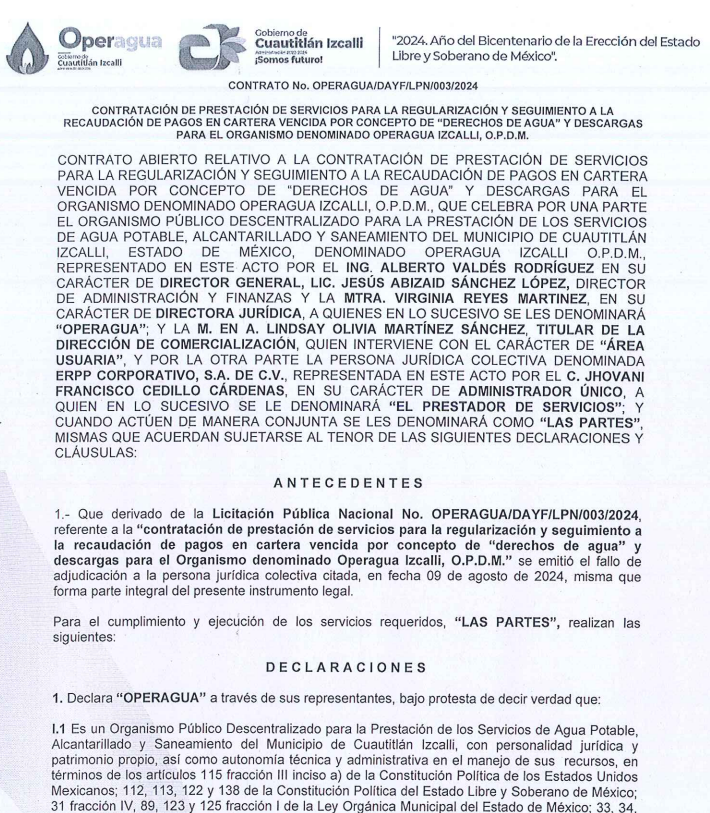 Operagua
Gobierno de
Cuautitlán Izcalli
Gobierno de
Cuautitlán Izcalli
¡Somos futuro!
"2024. Año del Bicentenario de la Erección del Estado
Libre y Soberano de México".
CONTRATO No. OPERAGUA/DAYF/LPN/003/2024
CONTRATACIÓN DE PRESTACIÓN DE SERVICIOS PARA LA REGULARIZACIÓN Y SEGUIMIENTO A LA
RECAUDACIÓN DE PAGOS EN CARTERA VENCIDA POR CONCEPTO DE "DERECHOS DE AGUA" Y DESCARGAS
PARA EL ORGANISMO DENOMINADO OPERAGUA IZCALLI, O.P.D.M.
CONTRATO ABIERTO RELATIVO A LA CONTRATACIÓN DE PRESTACIÓN DE SERVICIOS
PARA LA REGULARIZACIÓN Y SEGUIMIENTO A LA RECAUDACIÓN DE PAGOS EN CARTERA
VENCIDA POR CONCEPTO DE "DERECHOS DE AGUA" Y DESCARGAS PARA EL
ORGANISMO DENOMINADO OPERAGUA IZCALLI, O.P.D.M., QUE CELEBRA POR UNA PARTE
EL ORGANISMO PÚBLICO DESCENTRALIZADO PARA LA PRESTACIÓN DE LOS SERVICIOS
DE AGUA POTABLE, ALCANTARILLADO Y SANEAMIENTO DEL MUNICIPIO DE CUAUTITLÁN
IZCALLI, ESTADO DE MÉXICO, DENOMINADO OPERAGUA IZCALLI O.P.D.M.,
REPRESENTADO EN ESTE ACTO POR EL ING. ALBERTO VALDÉS RODRÍGUEZ EN SU
CARÁCTER DE DIRECTOR GENERAL, LIC. JESÚS ABIZAID SÁNCHEZ LÓPEZ, DIRECTOR
DE ADMINISTRACIÓN Y FINANZAS Y LA MTRA. VIRGINIA REYES MARTINEZ, EN SU
CARÁCTER DE DIRECTORA JURÍDICA, A QUIENES EN LO SUCESIVO SE LES DENOMINARÁ
"OPERAGUA"; Y LA M. EN A. LINDSAY OLIVIA MARTÍNEZ SÁNCHEZ, TITULAR DE LA
DIRECCIÓN DE COMERCIALIZACIÓN, QUIEN INTERVIENE CON EL CARÁCTER DE "ÁREA
USUARIA", Y POR LA OTRA PARTE LA PERSONA JURÍDICA COLECTIVA DENOMINADA
ERPP CORPORATIVO, S.A. DE C.V., REPRESENTADA EN ESTE ACTO POR EL C. JHOVANI
FRANCISCO CEDILLO CÁRDENAS, EN SU CARÁCTER DE ADMINISTRADOR ÚNICO, A
QUIEN EN LO SUCESIVO SE LE DENOMINARÁ "EL PRESTADOR DE SERVICIOS"; Y
CUANDO ACTÚEN DE MANERA CONJUNTA SE LES DENOMINARÁ COMO "LAS PARTES",
MISMAS QUE ACUERDAN SUJETARSE AL TENOR DE LAS SIGUIENTES DECLARACIONES Y
CLÁUSULAS:
ANTECEDENTES
1.- Que derivado de la Licitación Pública Nacional No. OPERAGUA/DAYF/LPN/003/2024,
referente a la "contratación de prestación de servicios para la regularización y seguimiento a
la recaudación de pagos en cartera vencida por concepto de "derechos de agua" y
descargas para el Organismo denominado Operagua Izcalli, O.P.D.M." se emitió el fallo de
adjudicación a la persona jurídica colectiva citada, en fecha 09 de agosto de 2024, misma que
forma parte integral del presente instrumento legal.
Para el cumplimiento y ejecución de los servicios requeridos, "LAS PARTES", realizan las
siguientes:
DECLARACIONES
1. Declara "OPERAGUA" a través de sus representantes, bajo protesta de decir verdad que:
I.1 Es un Organismo Público Descentralizado para la Prestación de los Servicios de Agua Potable,
Alcantarillado y Saneamiento del Municipio de Cuautitlán Izcalli, con personalidad jurídica y
patrimonio propio, así como autonomía técnica y administrativa en el manejo de sus recursos, en
términos de los artículos 115 fracción III inciso a) de la Constitución Política de los Estados Unidos
Mexicanos; 112, 113, 122 y 138 de la Constitución Política del Estado Libre y Soberano de México;
31 fracción IV, 89, 123 y 125 fracción I de la Ley Orgánica Municipal del Estado de México; 33, 34,